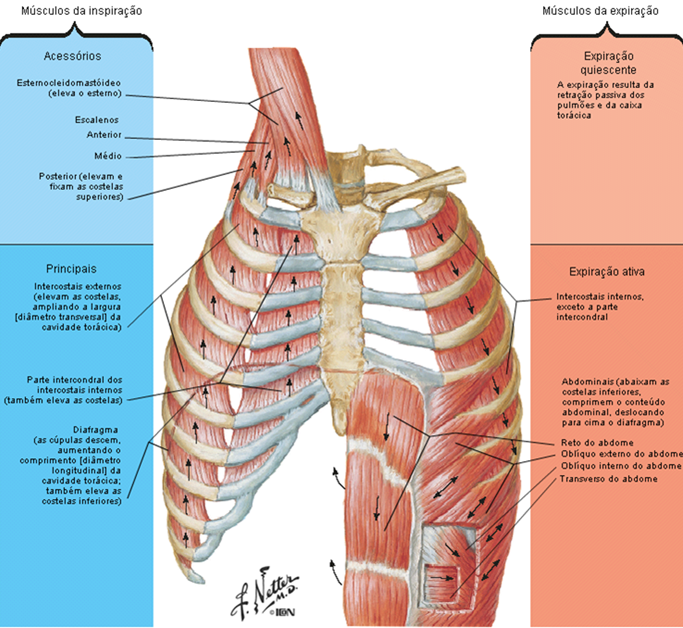 Músculos da inspiração
Acessórios
Esternocleidomastóideo
(eleva o esterno)
Escalenos
Anterior
Médio
Posterior (elevam e
fixam as costelas
superiores)
Principais
Intercostais externos
(elevam as costelas,
ampliando a largura
[diâmetro transversal] da
cavidade torácica)
Parte intercondral dos
intercostais internos
(também eleva as costelas)
Diafragma
(as cúpulas descem,
aumentando o
comprimento [diâmetro
longitudinal] da
cavidade torácica;
também eleva as
costelas inferiores)
Músculos da expiração
Expiração
quiescente
A expiração resulta da
retração passiva dos
pulmões e da caixa
torácica
Expiração ativa
Intercostais internos,
exceto a parte
intercondral
Abdominais (abaixam as
costelas inferiores,
comprimem o conteúdo
abdominal, deslocando
para cima o diafragma)
Reto do abdome
Oblíquo externo do abdome
Oblíquo interno do abdome
Transverso do abdome
F. Netter
M.D.
©ION